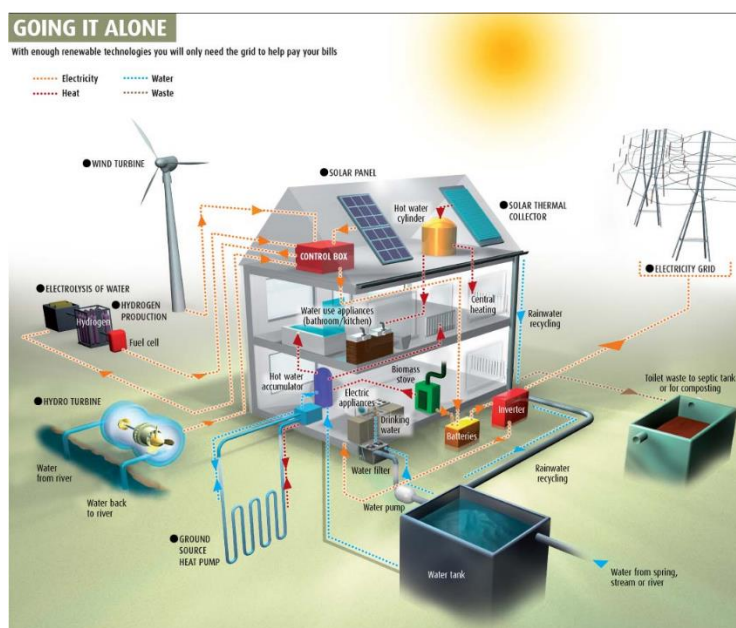 GOING IT ALONE
With enough renewable technologies you will only need the grid to help pay your bills
Electricity
Water
Heat
Waste
WIND TURBINE
SOLAR PANEL
Hot water
cylinder
SOLAR THERMAL
COLLECTOR
CONTROL BOX
ELECTRICITY GRID
ELECTROLYSIS OF WATER
HYDROGEN
PRODUCTION
Hydrogen
Fuel cell
Water use appliances
(bathroom/kitchen)
Central
heating
Rainwater
recycling
Hot water
accumulator
Biomass
stove
Toilet waste to septic tank
or for composting
HYDRO TURBINE
Electric
appliances
Drinking
water
Batteries
Inverter
Water
from river
Water back
to river
Water filter
Rainwater
recycling
Water pump
GROUND
SOURCE
HEAT PUMP
Water tank
Water from spring,
stream or river